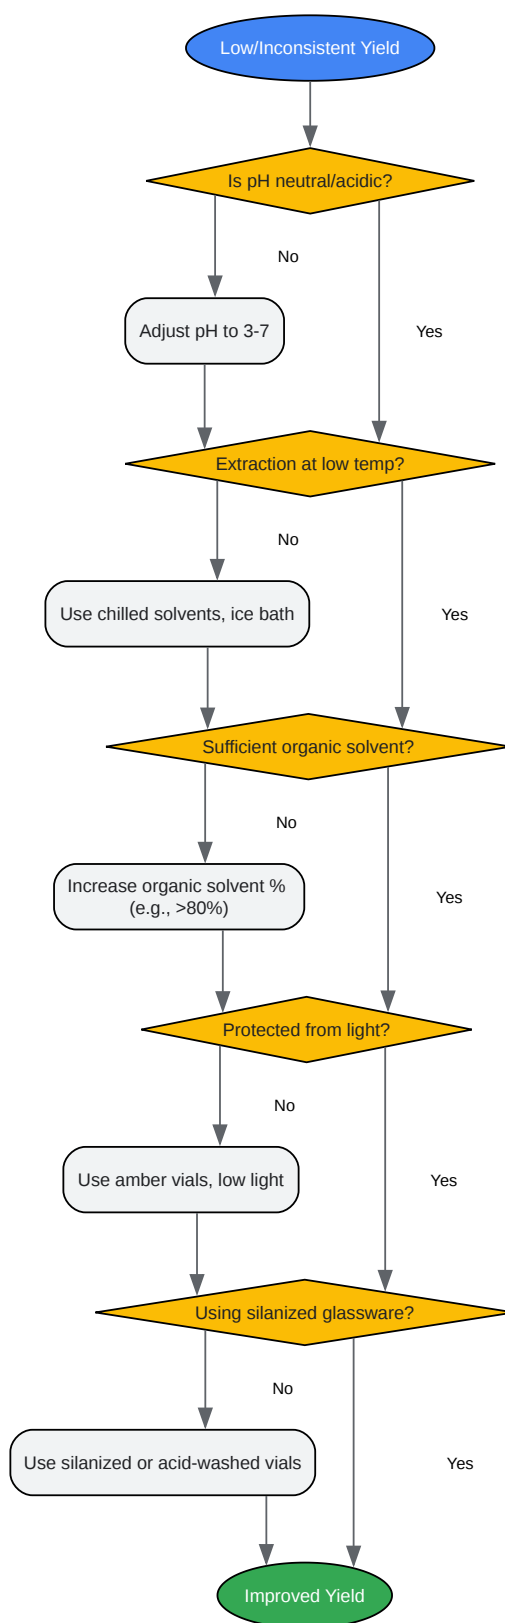 Low/Inconsistent Yield
Is pH neutral/acidic?
No
Adjust pH to 3-7
Yes
Extraction at low temp?
No
Use chilled solvents, ice bath
Yes
Sufficient organic solvent?
No
Increase organic solvent %
(e.g., >80%)
Yes
Protected from light?
No
Use amber vials, low light
Yes
Using silanized glassware?
No
Use silanized or acid-washed vials
Yes
Improved Yield